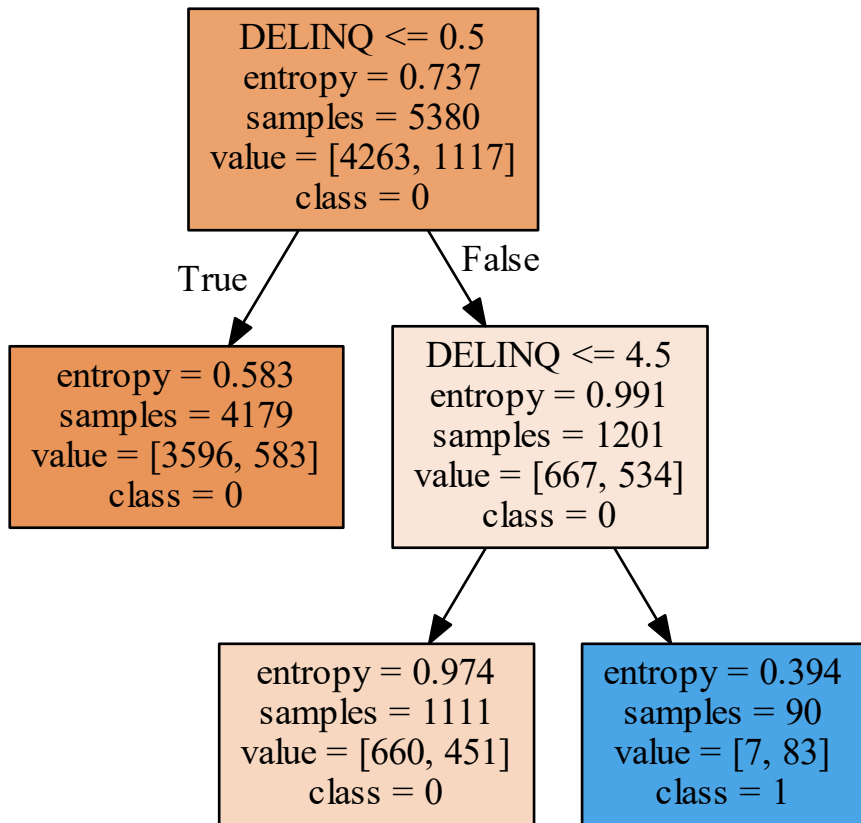 DELINQ <= 0.5
entropy = 0.737
samples = 5380
value = [4263, 1117]
class = 0
True
False
entropy = 0.583
samples = 4179
value = [3596, 583]
class = 0
DELINQ <= 4.5
entropy = 0.991
samples = 1201
value = [667, 534]
class = 0
entropy = 0.974
samples = 1111
value = [660, 451]
class = 0
entropy = 0.394
samples = 90
value = [7, 83]
class = 1